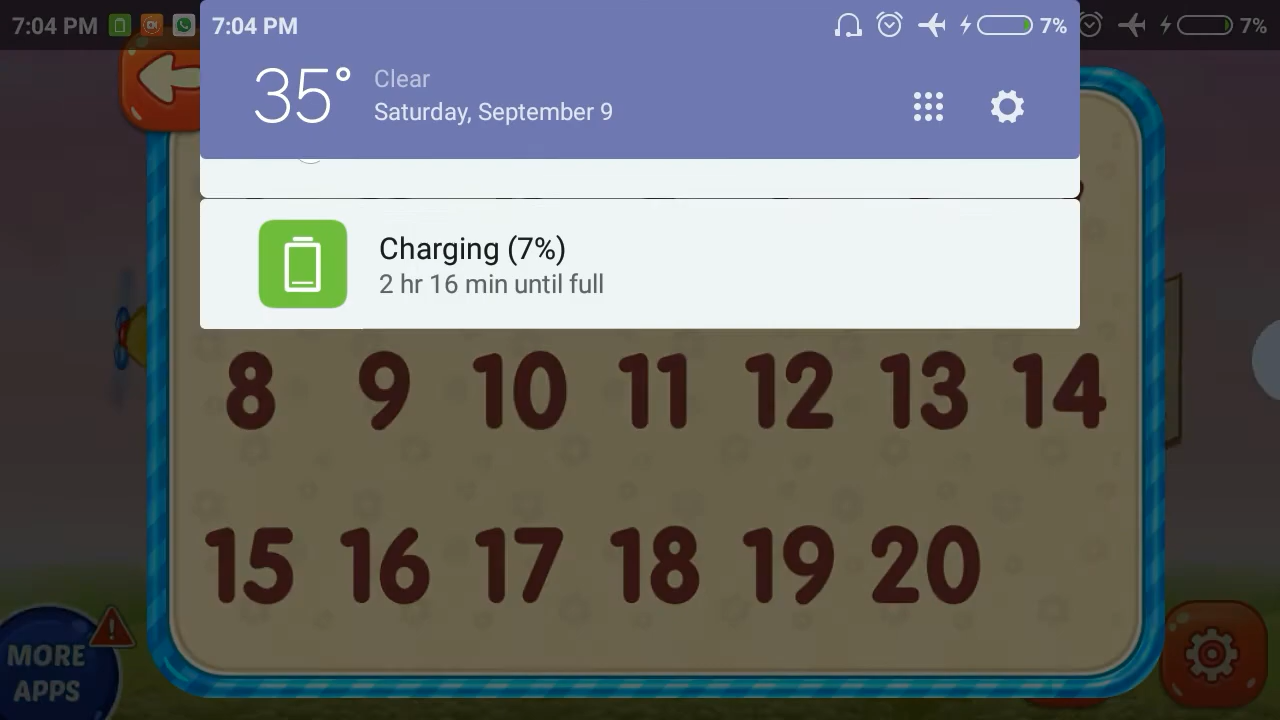 7:04 PM
7:04 PM
7%
7%
35°
Clear
Saturday, September 9
Charging (7%)
2 hr 16 min until full
8 9 10 11 12 13 14
15 16 17 18 19 20
MORE
APPS